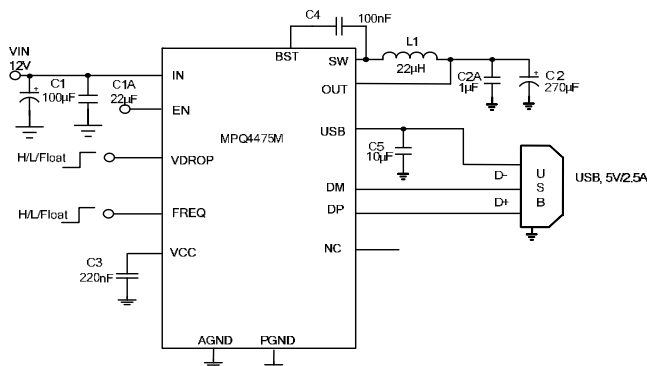 C4
100nF
VIN
12V
BST
SW
L1
22µH
C1
100µF
C1A
22µF
IN
OUT
C2A
1µF
C2
270µF
EN
MPQ4475M
USB
C5
10µF
H/L/Float
VDROP
D-
USB
USB, 5V/2.5A
DM
H/L/Float
FREQ
DP
D+
VCC
NC
C3
220nF
AGND
PGND